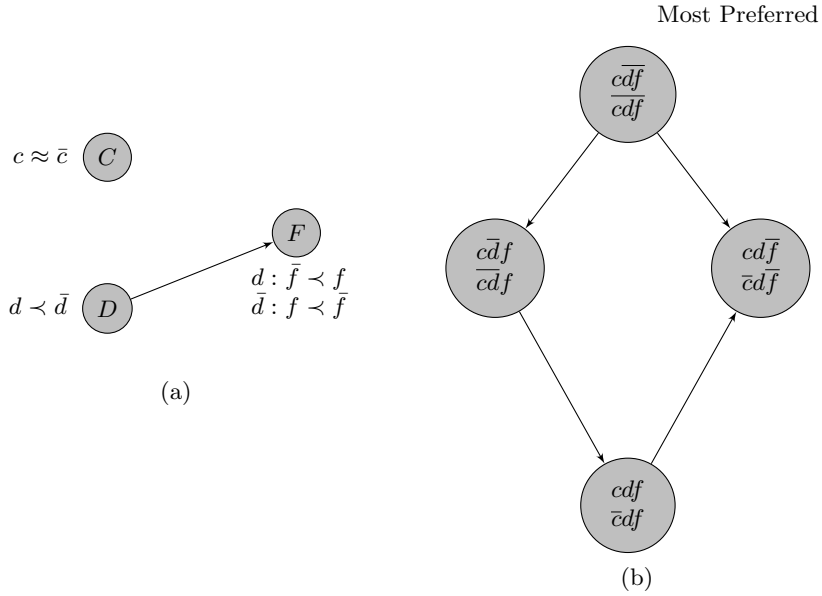 Most Preferred
c ≈ c̄
C
d ≺ d̄
D
F
d : f̄ ≺ f
d̄ : f ≺ f̄
(a)
cd̅f̅
c̅d̅f̅
cd̅f
c̅d̅f
cdf̅
c̅df̅
cdf
c̅df
(b)